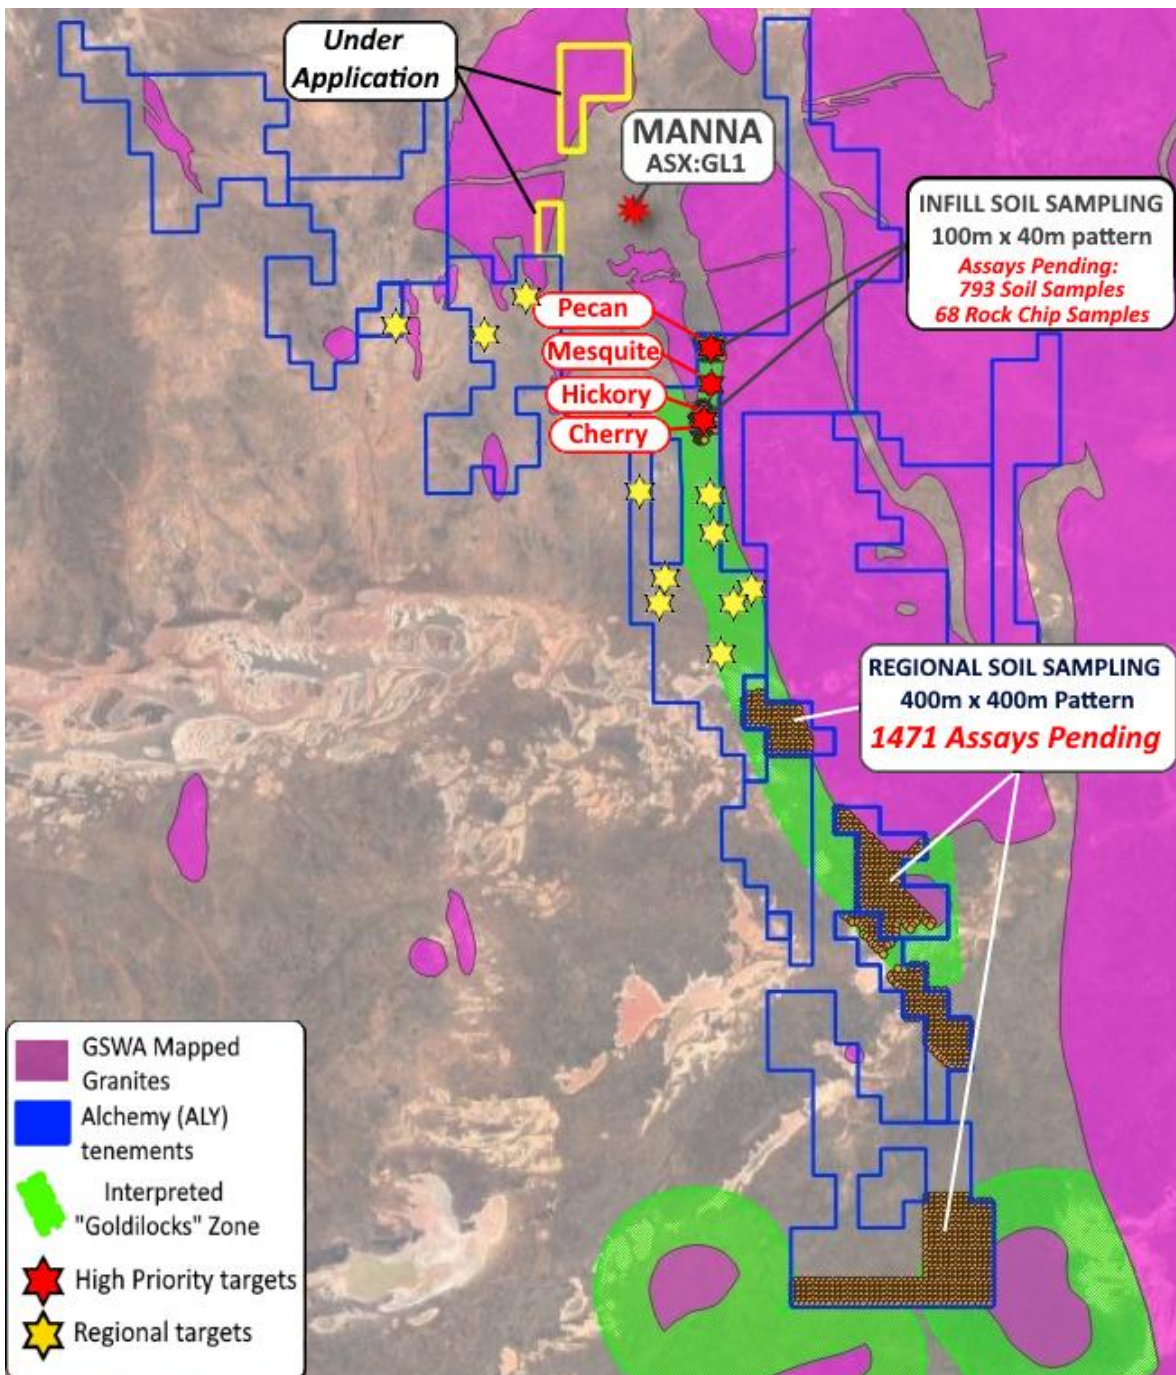 Under
Application
MANNA
ASX:GL1
INFILL SOIL SAMPLING
100m x 40m pattern
Assays Pending:
793 Soil Samples
68 Rock Chip Samples
Pecan
Mesquite
Hickory
Cherry
REGIONAL SOIL SAMPLING
400m x 400m Pattern
1471 Assays Pending
GSWA Mapped
Granites
Alchemy (ALY)
tenements
Interpreted
"Goldilocks" Zone
High Priority targets
Regional targets